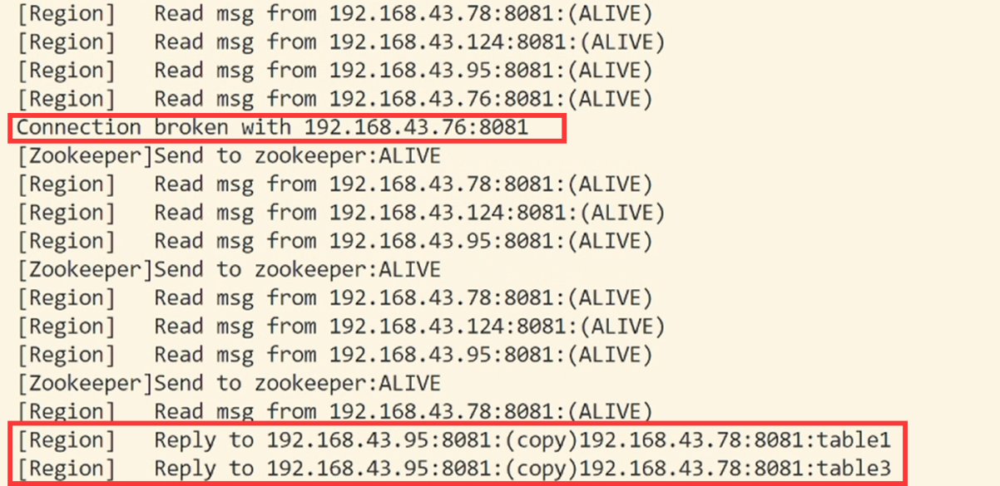 [Region]   Read msg from 192.168.43.78:8081:(ALIVE)
[Region]   Read msg from 192.168.43.124:8081:(ALIVE)
[Region]   Read msg from 192.168.43.95:8081:(ALIVE)
[Region]   Read msg from 192.168.43.76:8081:(ALIVE)
Connection broken with 192.168.43.76:8081
[Zookeeper]Send to zookeeper:ALIVE
[Region]   Read msg from 192.168.43.78:8081:(ALIVE)
[Region]   Read msg from 192.168.43.124:8081:(ALIVE)
[Region]   Read msg from 192.168.43.95:8081:(ALIVE)
[Zookeeper]Send to zookeeper:ALIVE
[Region]   Read msg from 192.168.43.78:8081:(ALIVE)
[Region]   Read msg from 192.168.43.124:8081:(ALIVE)
[Region]   Read msg from 192.168.43.95:8081:(ALIVE)
[Zookeeper]Send to zookeeper:ALIVE
[Region]   Read msg from 192.168.43.78:8081:(ALIVE)
[Region]   Reply to 192.168.43.95:8081:(copy)192.168.43.78:8081:table1
[Region]   Reply to 192.168.43.95:8081:(copy)192.168.43.78:8081:table3